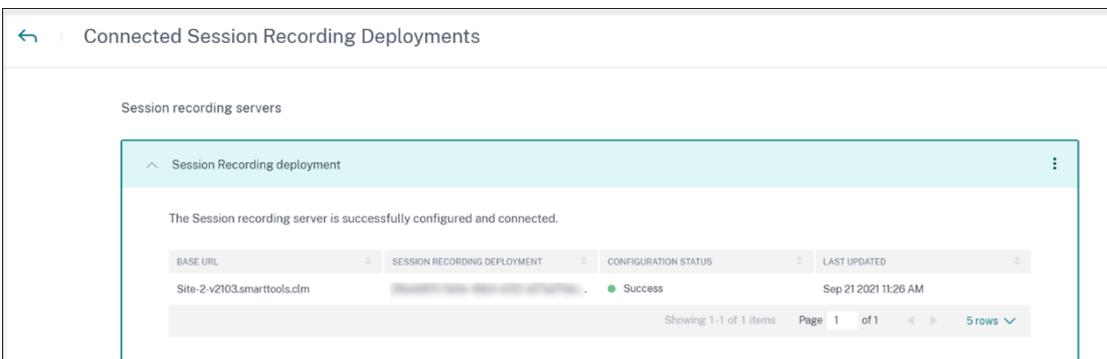 Connected Session Recording Deployments
Session recording servers
Session Recording deployment
The Session recording server is successfully configured and connected.
BASE URL SESSION RECORDING DEPLOYMENT CONFIGURATION STATUS LAST UPDATED
Site-2-v2103.smarttools.clm . Success Sep 21 2021 11:26 AM
Showing 1-1 of 1 items Page 1 of 1 5 rows